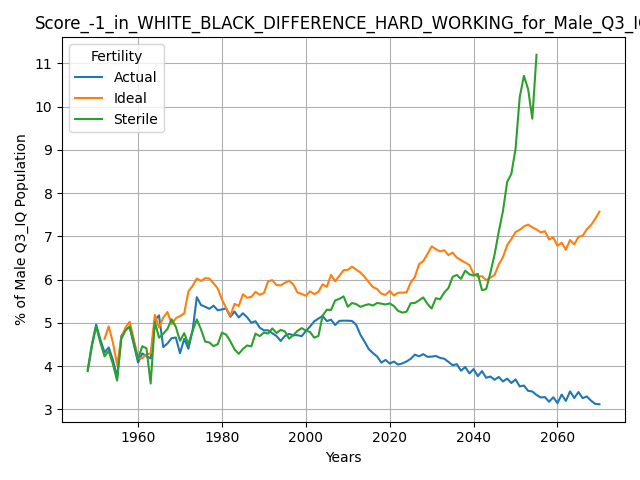 Score_-1_in_WHITE_BLACK_DIFFERENCE_HARD_WORKING_for_Male_Q3_IQ
Fertility
Actual
Ideal
Sterile
% of Male Q3_IQ Population
11
10
9
8
7
6
5
4
3
1960
1980
2000
2020
2040
2060
Years